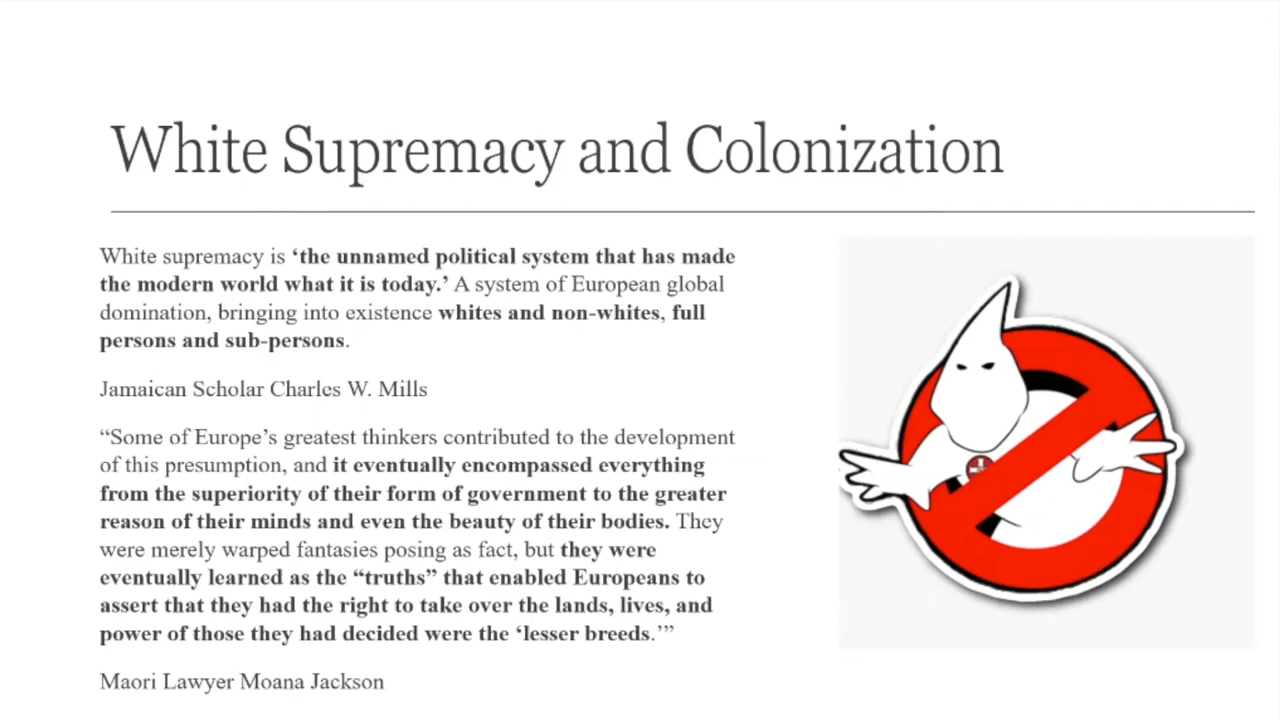 White Supremacy and Colonization
White supremacy is ‘the unnamed political system that has made
the modern world what it is today.’ A system of European global
domination, bringing into existence whites and non-whites, full
persons and sub-persons.
Jamaican Scholar Charles W. Mills
“Some of Europe’s greatest thinkers contributed to the development
of this presumption, and it eventually encompassed everything
from the superiority of their form of government to the greater
reason of their minds and even the beauty of their bodies. They
were merely warped fantasies posing as fact, but they were
eventually learned as the “truths” that enabled Europeans to
assert that they had the right to take over the lands, lives, and
power of those they had decided were the ‘lesser breeds.’”
Maori Lawyer Moana Jackson